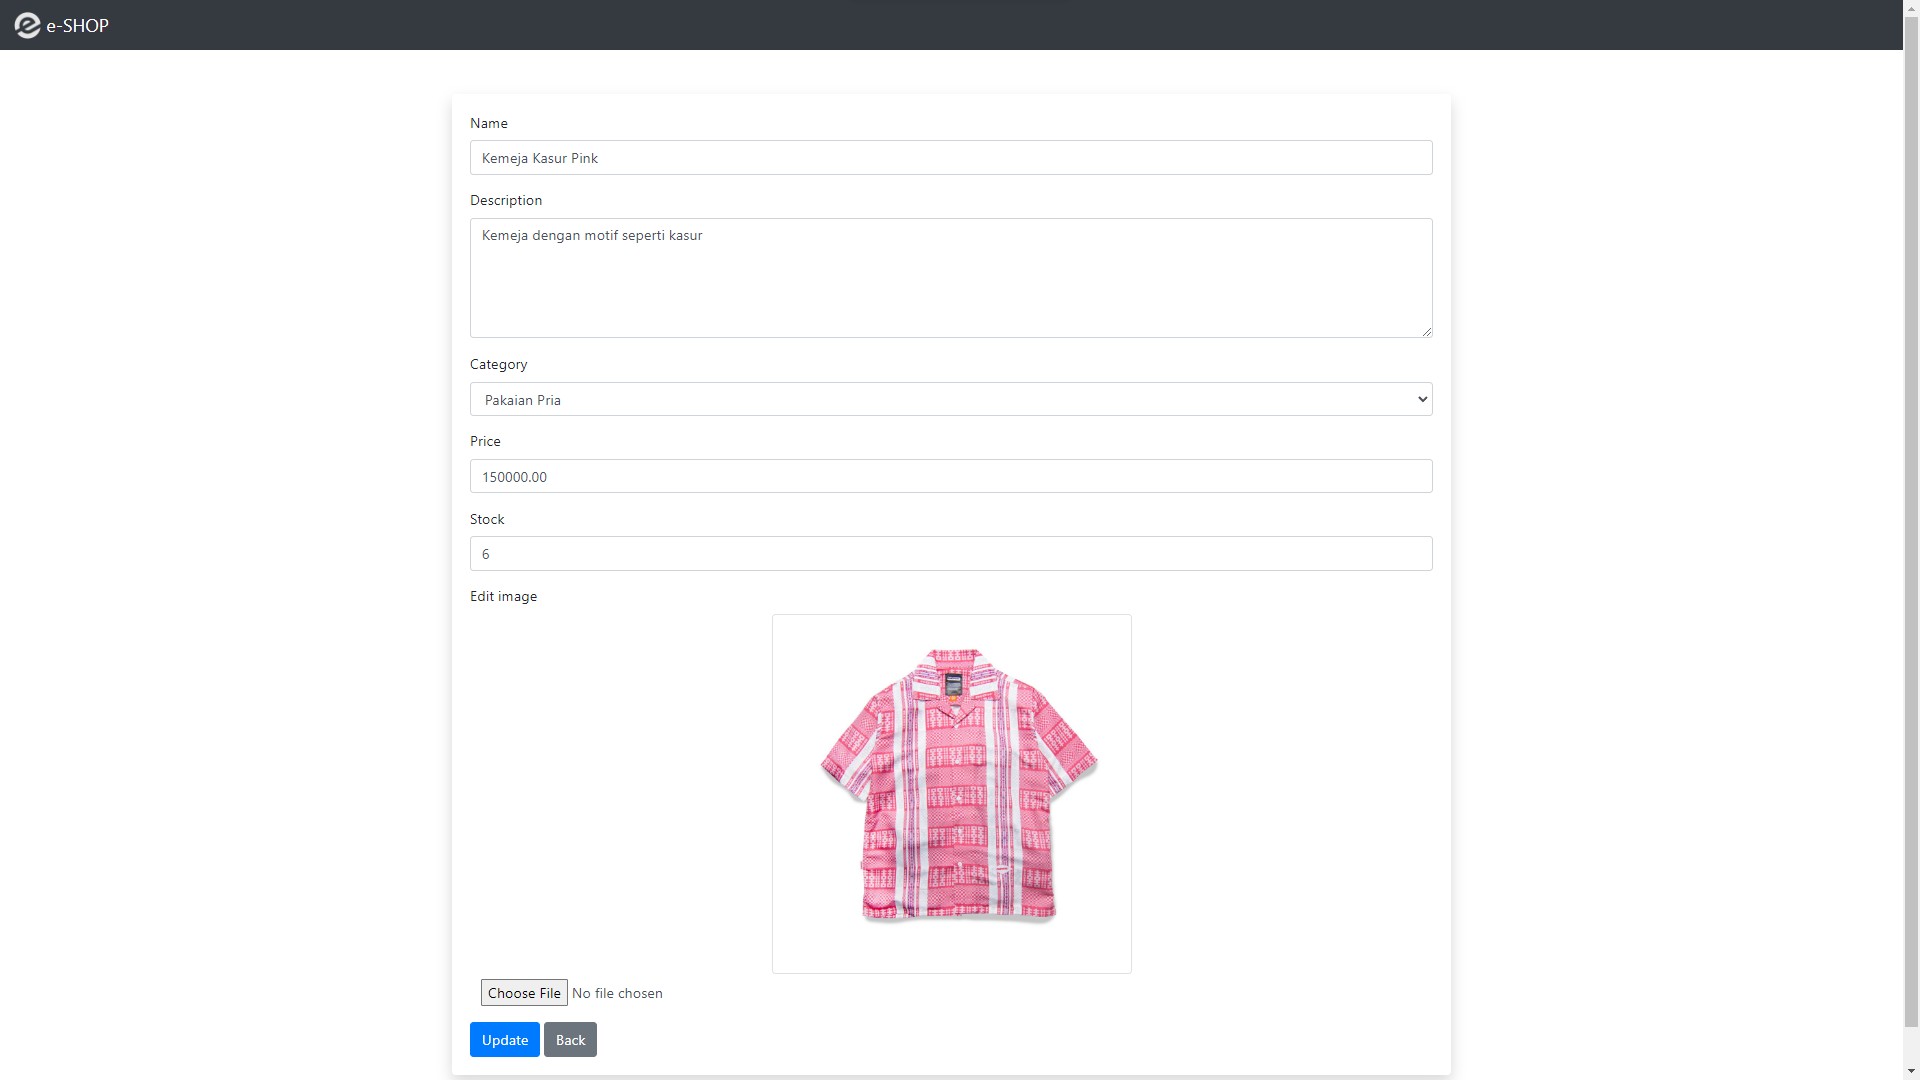 e-SHOP
Name
Kemeja Kasur Pink
Description
Kemeja dengan motif seperti kasur
Category
Pakaian Pria
Price
150000.00
Stock
6
Edit image
Choose File No file chosen
Update Back